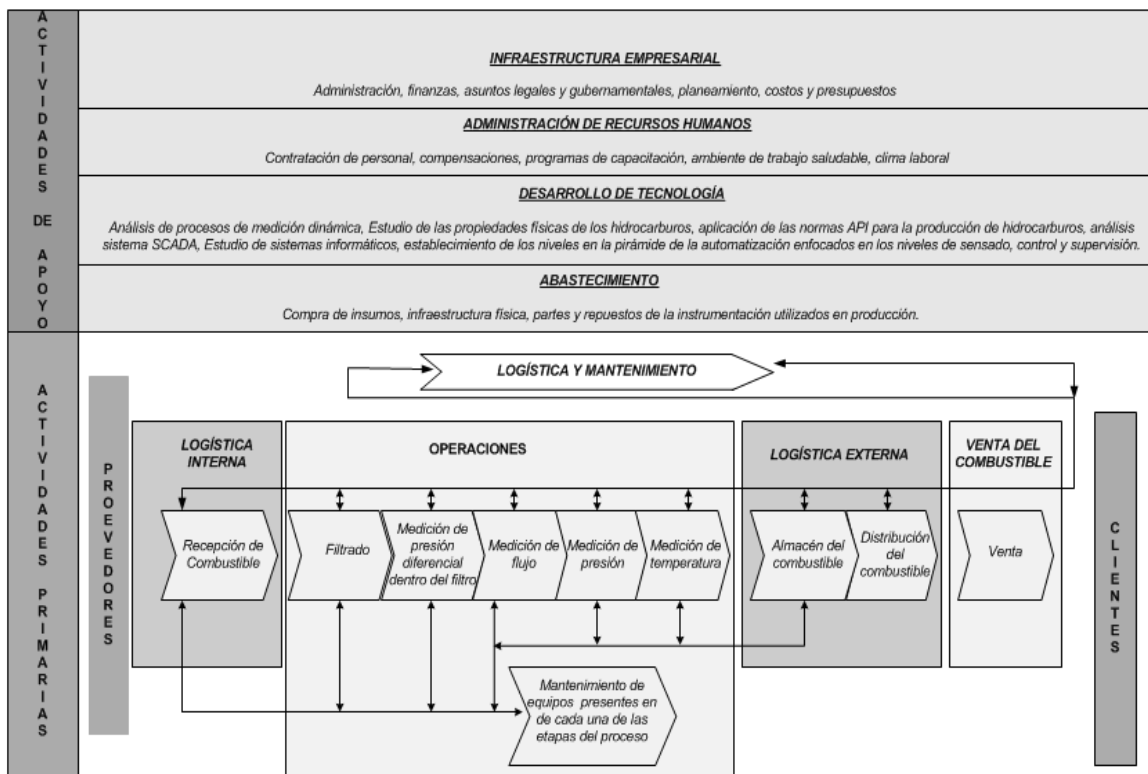 ACTIVIDADES DE APOYO
INFRAESTRUCTURA EMPRESARIAL
Administración, finanzas, asuntos legales y gubernamentales, planeamiento, costos y presupuestos
ADMINISTRACIÓN DE RECURSOS HUMANOS
Contratación de personal, compensaciones, programas de capacitación, ambiente de trabajo saludable, clima laboral
DESARROLLO DE TECNOLOGÍA
Análisis de procesos de medición dinámica, Estudio de las propiedades físicas de los hidrocarburos, aplicación de las normas API para la producción de hidrocarburos, análisis
sistema SCADA, Estudio de sistemas informáticos, establecimiento de los niveles en la pirámide de la automatización enfocados en los niveles de sensado, control y supervisión.
ABASTECIMIENTO
Compra de insumos, infraestructura física, partes y repuestos de la instrumentación utilizados en producción.
ACTIVIDADES PRIMARIAS
PROEVEDORES
LOGÍSTICA Y MANTENIMIENTO
LOGÍSTICA
INTERNA
Recepción de
Combustible
OPERACIONES
Filtrado
Medición de
presión
diferencial
dentro del filtro
Medición de
flujo
Medición de
presión
Medición de
temperatura
Mantenimiento de
equipos presentes en
de cada una de las
etapas del proceso
LOGÍSTICA EXTERNA
Almacén del
combustible
Distribución
del
combustible
VENTA DEL
COMBUSTIBLE
Venta
CLIENTES